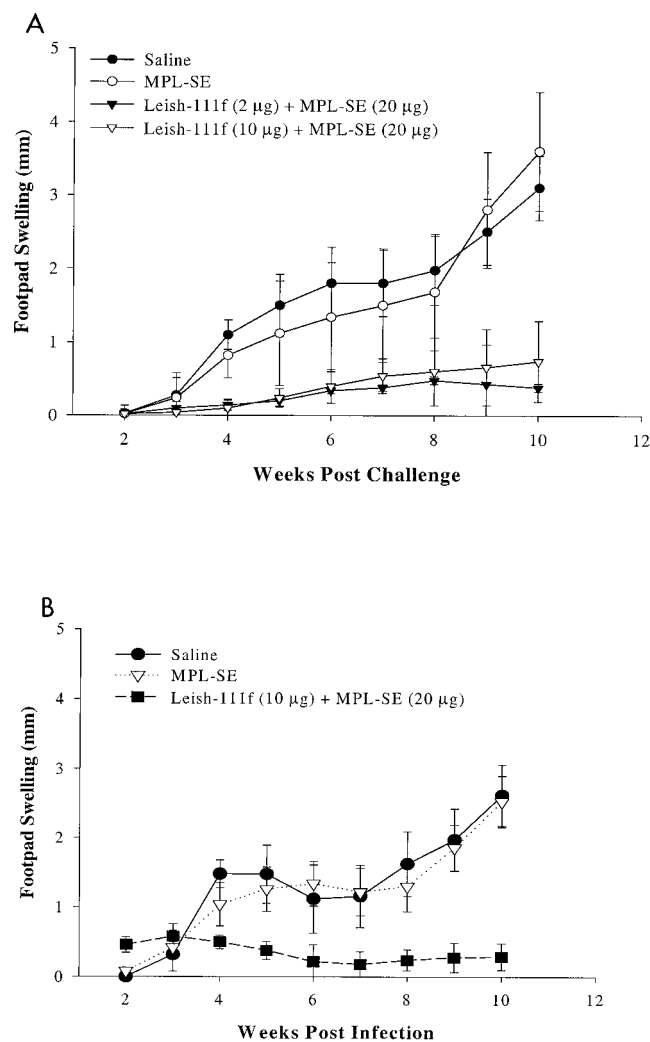 A
5
4
3
2
1
0
Footpad Swelling (mm)
Saline
MPL-SE
Leish-111f (2 μg) + MPL-SE (20 μg)
Leish-111f (10 μg) + MPL-SE (20 μg)
2 4 6 8 10 12
Weeks Post Challenge
B
5
4
3
2
1
0
Footpad Swelling (mm)
Saline
MPL-SE
Leish-111f (10 μg) + MPL-SE (20 μg)
2 4 6 8 10 12
Weeks Post Infection